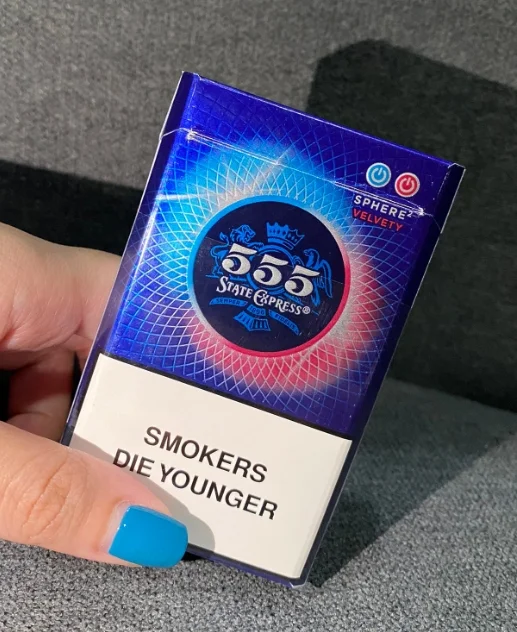 SPHERE²
VELVETY
555
STATE EXPRESS®
SMOKERS
DIE YOUNGER